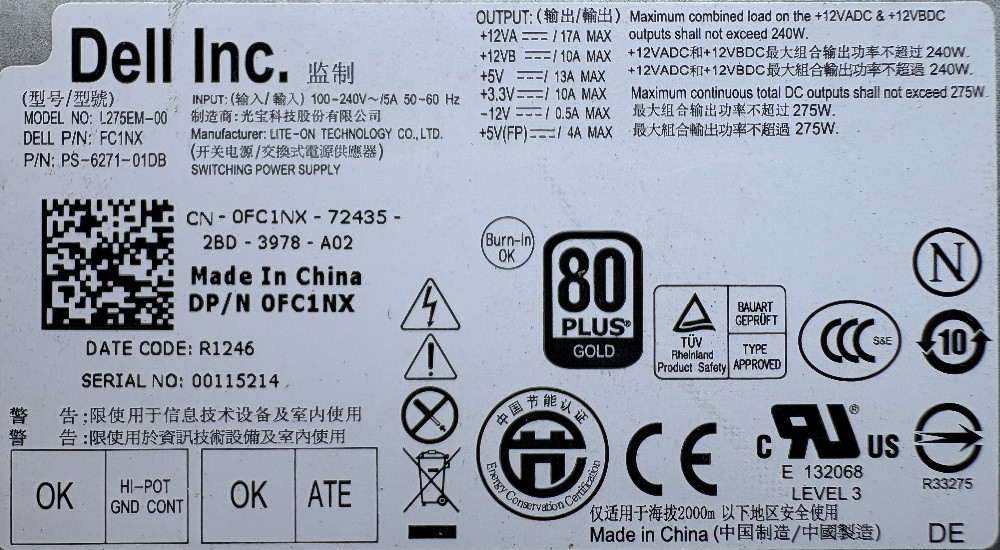 Dell Inc. 监制
(型号/型號)
MODEL NO: L275EM-00
DELL P/N: FC1NX
P/N: PS-6271-01DB
INPUT: (输入/輸入) 100-240V~/5A 50-60 Hz
制造商: 光宝科技股份有限公司
Manufacturer: LITE-ON TECHNOLOGY CO., LTD.
(开关电源/交換式電源供應器)
SWITCHING POWER SUPPLY
OUTPUT: (输出/輸出)
+12VA ⎓/17A MAX
+12VB ⎓/10A MAX
+5V ⎓/13A MAX
+3.3V ⎓/10A MAX
-12V ⎓/0.5A MAX
+5V(FP) ⎓/4A MAX
Maximum combined load on the +12VADC & +12VBDC
outputs shall not exceed 240W.
+12VADC和+12VBDC最大组合输出功率不超过 240W.
+12VADC和+12VBDC最大組合輸出功率不超過 240W.
Maximum continuous total DC outputs shall not exceed 275W.
最大组合输出功率不超过 275W.
最大組合輸出功率不超過 275W.
CN - 0FC1NX - 72435 -
2BD - 3978 - A02
Made In China
DP/N 0FC1NX
DATE CODE: R1246
SERIAL NO: 00115214
警 告:限使用于信息技术设备及室内使用
警 告:限使用於資訊技術設備及室內使用
OK
HI-POT
GND CONT
OK
ATE
Burn-In
OK
80
PLUS®
GOLD
TÜV
Rheinland
Product Safety
BAUART
GEPRÜFT
TYPE
APPROVED
CCC S&E
N
10
中国节能认证
Energy Conservation Certification
CE
c RU® US
E 132068
LEVEL 3
R33275
仅适用于海拔2000m 以下地区安全使用
Made in China (中国制造/中國製造)
DE